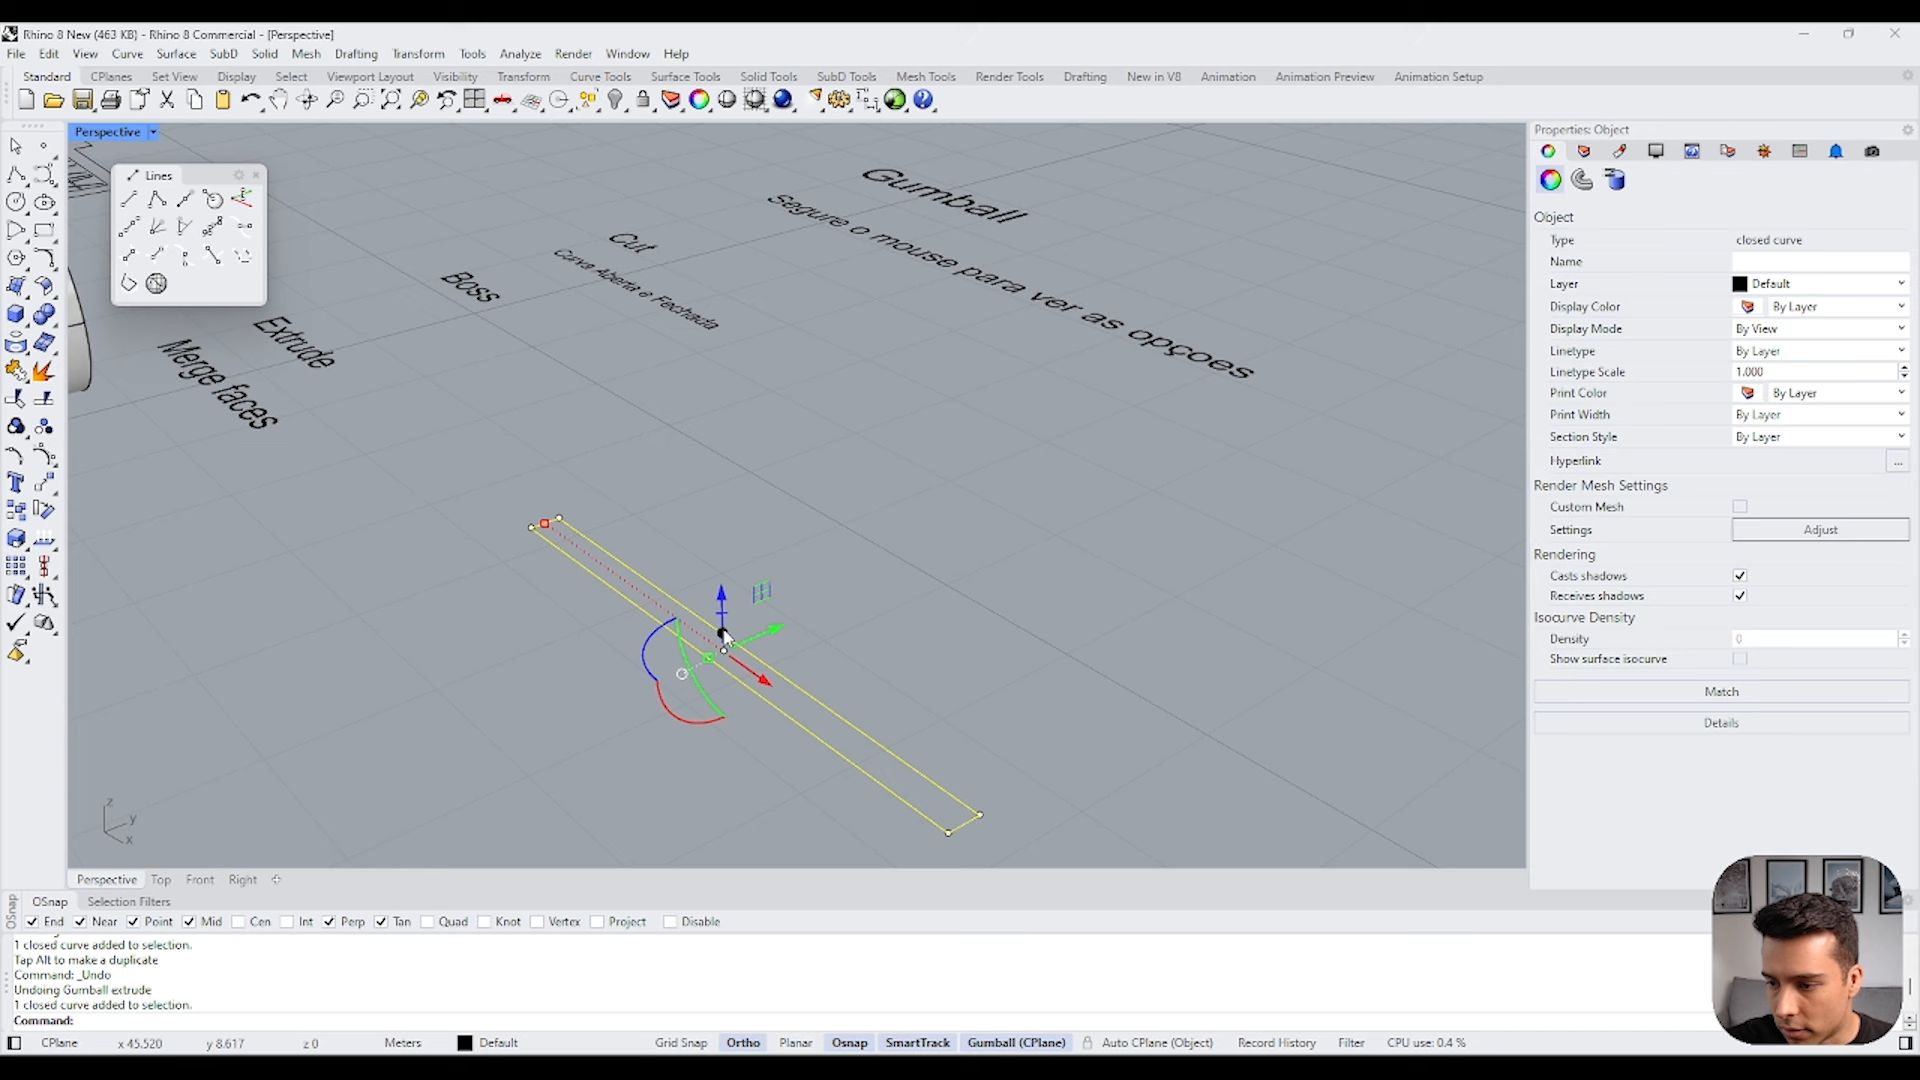 Rhino 8 New (463 KB) - Rhino 8 Commercial - [Perspective]
File Edit View Curve Surface SubD Solid Mesh Drafting Transform Tools Analyze Render Window Help
Standard CPlanes Set View Display Select Viewport Layout Visibility Transform Curve Tools Surface Tools Solid Tools SubD Tools Mesh Tools Render Tools Drafting New in V8 Animation Animation Preview Animation Setup
Perspective
Lines
Gumball
Segure o mouse para ver as opçoes
Cut
Curva Aberta e Fechada
Boss
Extrude
Merge faces
z
y
x
Properties: Object
Object
Type closed curve
Name
Layer Default
Display Color By Layer
Display Mode By View
Linetype By Layer
Linetype Scale 1.000
Print Color By Layer
Print Width By Layer
Section Style By Layer
Hyperlink ...
Render Mesh Settings
Custom Mesh
Settings Adjust
Rendering
Casts shadows
Receives shadows
Isocurve Density
Density 0
Show surface isocurve
Match
Details
Perspective Top Front Right
OSnap Selection Filters
OSnap
End Near Point Mid Cen Int Perp Tan Quad Knot Vertex Project Disable
1 closed curve added to selection.
Tap Alt to make a duplicate
Command: _Undo
Undoing Gumball extrude
1 closed curve added to selection.
Command:
CPlane x 45.520 y 8.617 z 0 Meters Default Grid Snap Ortho Planar Osnap SmartTrack Gumball (CPlane) Auto CPlane (Object) Record History Filter CPU use: 0.4 %